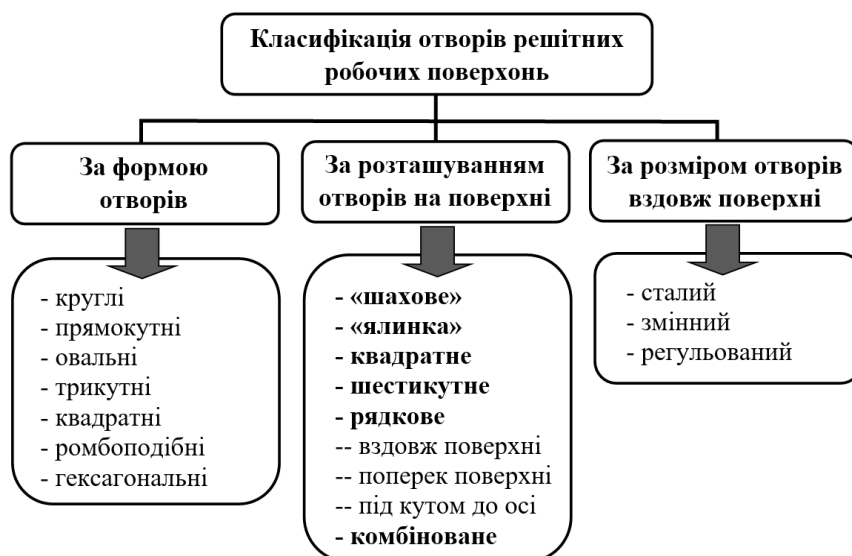 Класифікація отворів решітних
робочих поверхонь
За формою
отворів
- круглі
- прямокутні
- овальні
- трикутні
- квадратні
- ромбоподібні
- гексагональні
За розташуванням
отворів на поверхні
- «шахове»
- «ялинка»
- квадратне
- шестикутне
- рядкове
-- вздовж поверхні
-- поперек поверхні
-- під кутом до осі
- комбіноване
За розміром отворів
вздовж поверхні
- сталий
- змінний
- регульований